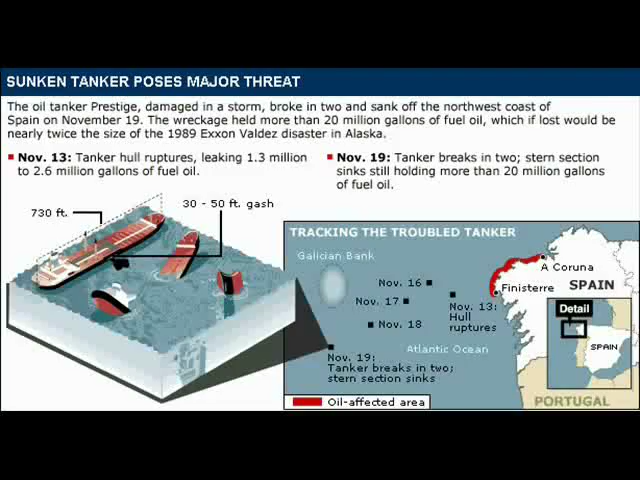 SUNKEN TANKER POSES MAJOR THREAT
The oil tanker Prestige, damaged in a storm, broke in two and sank off the northwest coast of
Spain on November 19. The wreckage held more than 20 million gallons of fuel oil, which if lost would be
nearly twice the size of the 1989 Exxon Valdez disaster in Alaska.
Nov. 13: Tanker hull ruptures, leaking 1.3 million
to 2.6 million gallons of fuel oil.
Nov. 19: Tanker breaks in two; stern section
sinks still holding more than 20 million gallons
of fuel oil.
730 ft.
30 - 50 ft. gash
TRACKING THE TROUBLED TANKER
Galician Bank
A Coruna
Nov. 16
Finisterre
SPAIN
Nov. 17
Nov. 13:
Hull
ruptures
Nov. 18
Detail
SPAIN
Atlantic Ocean
Nov. 19:
Tanker breaks in two;
stern section sinks
Oil-affected area
PORTUGAL